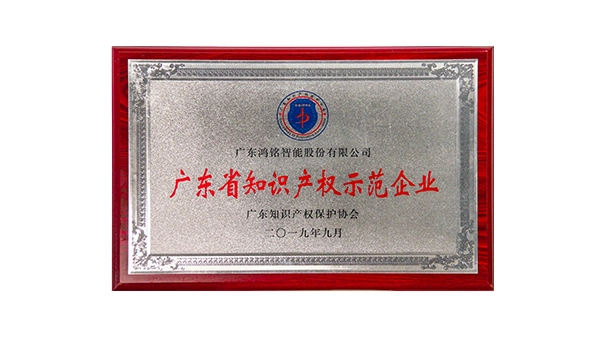 广东鸿铭智能股份有限公司
广东省知识产权示范企业
广东知识产权保护协会
二〇一九年九月